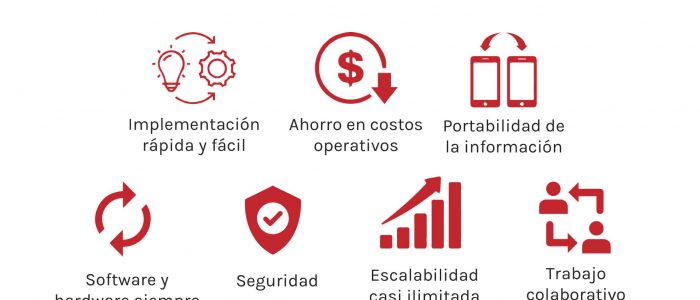 Implementación
rápida y fácil
Ahorro en costos
operativos
Portabilidad de
la información
Software y
hardware siempre
Seguridad
Escalabilidad
casi ilimitada
Trabajo
colaborativo